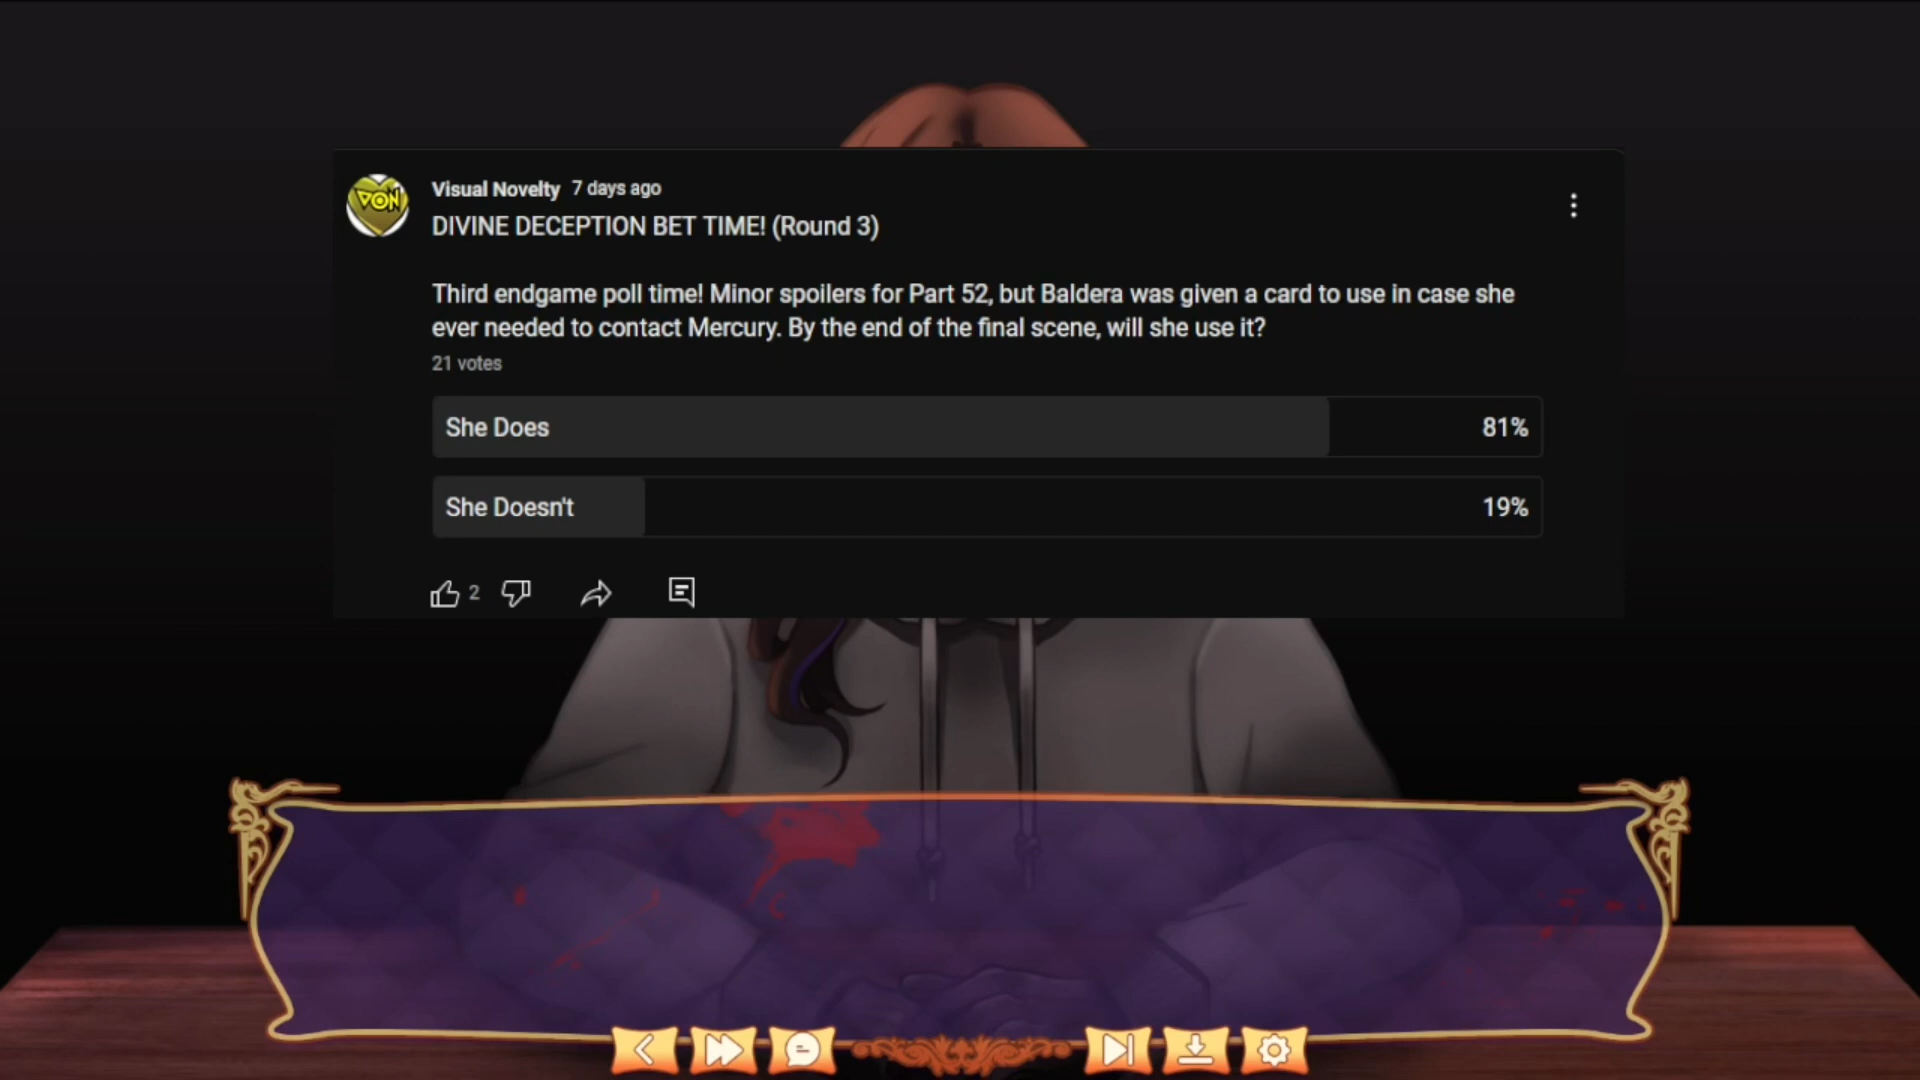 VON
Visual Novelty 7 days ago
DIVINE DECEPTION BET TIME! (Round 3)
Third endgame poll time! Minor spoilers for Part 52, but Baldera was given a card to use in case she
ever needed to contact Mercury. By the end of the final scene, will she use it?
21 votes
She Does 81%
She Doesn't 19%
2